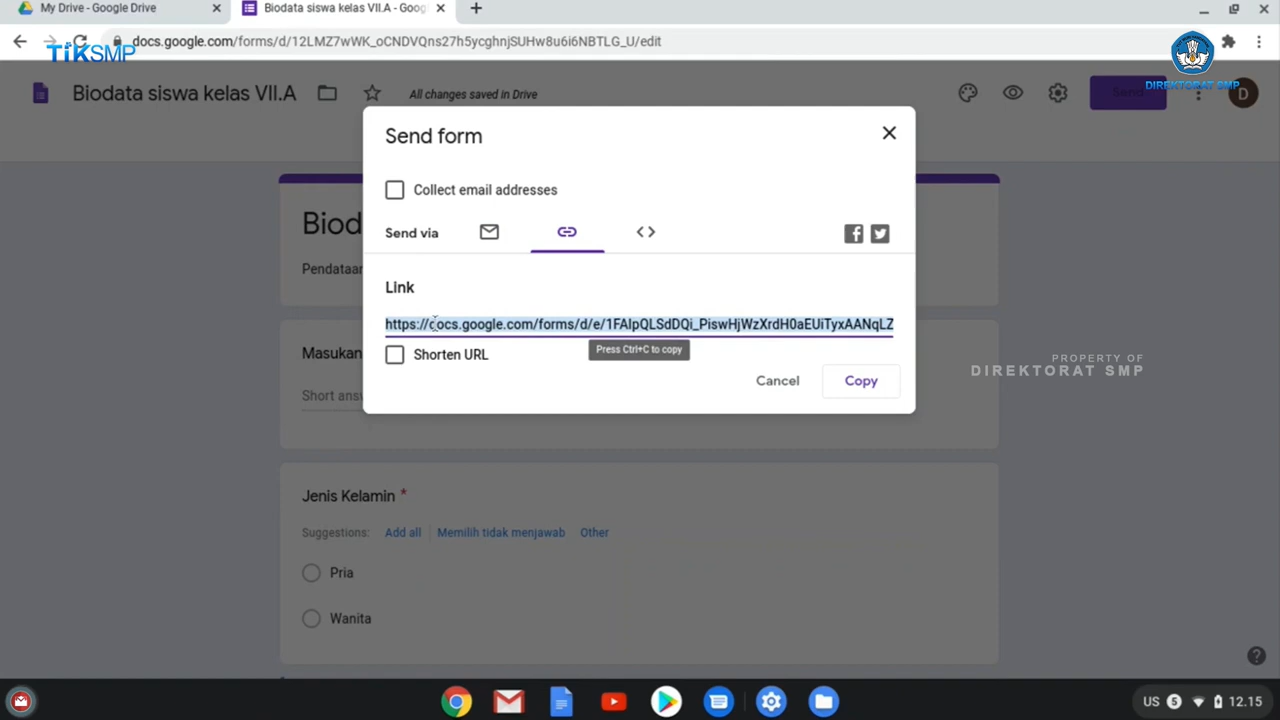 My Drive - Google Drive
Biodata siswa kelas VII.A - Goog
docs.google.com/forms/d/12LMZ7wWK_oCNDVQns27h5ycghnjSUHw8u6i6NBTLG_U/edit
TikSMP
DIREKTORAT SMP
Biodata siswa kelas VII.A
All changes saved in Drive
Send
D
Send form
Collect email addresses
Send via
Biod
Pendataan
Link
https://docs.google.com/forms/d/e/1FAIpQLSdDQi_PiswHjWzXrdH0aEUiTyxAANqLZ
Press Ctrl+C to copy
Masukan
Shorten URL
PROPERTY OF
DIREKTORAT SMP
Cancel
Copy
Short answ
Jenis Kelamin *
Suggestions: Add all Memilih tidak menjawab Other
Pria
Wanita
US 5 12.15